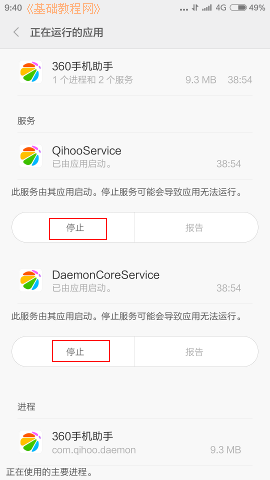 9:40 《基础教程网》 ... 4G 49%
正在运行的应用
360手机助手
1 个进程和 2 个服务 9.3 MB 38:54
服务
QihooService
已由应用启动。 38:54
此服务由其应用启动。停止服务可能会导致应用无法运行。
停止 报告
DaemonCoreService
已由应用启动。 38:54
此服务由其应用启动。停止服务可能会导致应用无法运行。
停止 报告
进程
360手机助手
com.qihoo.daemon 9.3 MB
正在使用的主要进程。